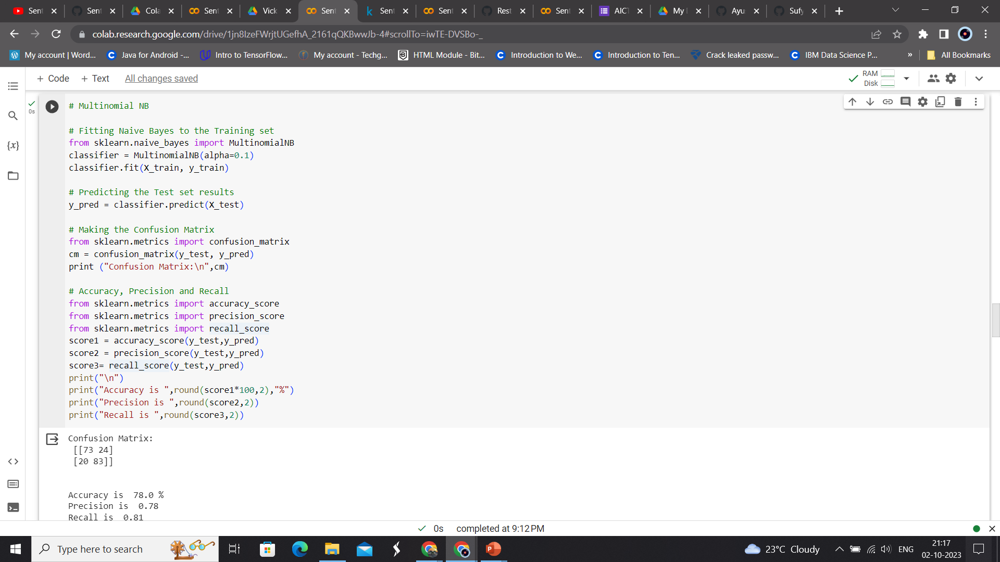 Sent
Sent
Cola
Sent
Vick
Sent
Sent
Sent
Rest
Sent
AICT
My
Ayu
Sufy
colab.research.google.com/drive/1jn8lzeFWrjtUGefhA_2161qQKBwwJb-4#scrollTo=iwTE-DVSBo-_
My account | Word...
Java for Android -...
Intro to TensorFlow...
My account - Techg...
HTML Module - Bit...
Introduction to We...
Introduction to Ten...
Crack leaked passw...
IBM Data Science P...
»
All Bookmarks
+ Code
+ Text
All changes saved
RAM
Disk
0s
# Multinomial NB
# Fitting Naive Bayes to the Training set
from sklearn.naive_bayes import MultinomialNB
classifier = MultinomialNB(alpha=0.1)
classifier.fit(X_train, y_train)
# Predicting the Test set results
y_pred = classifier.predict(X_test)
# Making the Confusion Matrix
from sklearn.metrics import confusion_matrix
cm = confusion_matrix(y_test, y_pred)
print ("Confusion Matrix:\n",cm)
# Accuracy, Precision and Recall
from sklearn.metrics import accuracy_score
from sklearn.metrics import precision_score
from sklearn.metrics import recall_score
score1 = accuracy_score(y_test,y_pred)
score2 = precision_score(y_test,y_pred)
score3= recall_score(y_test,y_pred)
print("\n")
print("Accuracy is ",round(score1*100,2),"%")
print("Precision is ",round(score2,2))
print("Recall is ",round(score3,2))
Confusion Matrix:
[[73 24]
[20 83]]
Accuracy is  78.0 %
Precision is  0.78
Recall is  0.81
0s completed at 9:12 PM
Type here to search
23°C Cloudy
ENG
21:17
02-10-2023